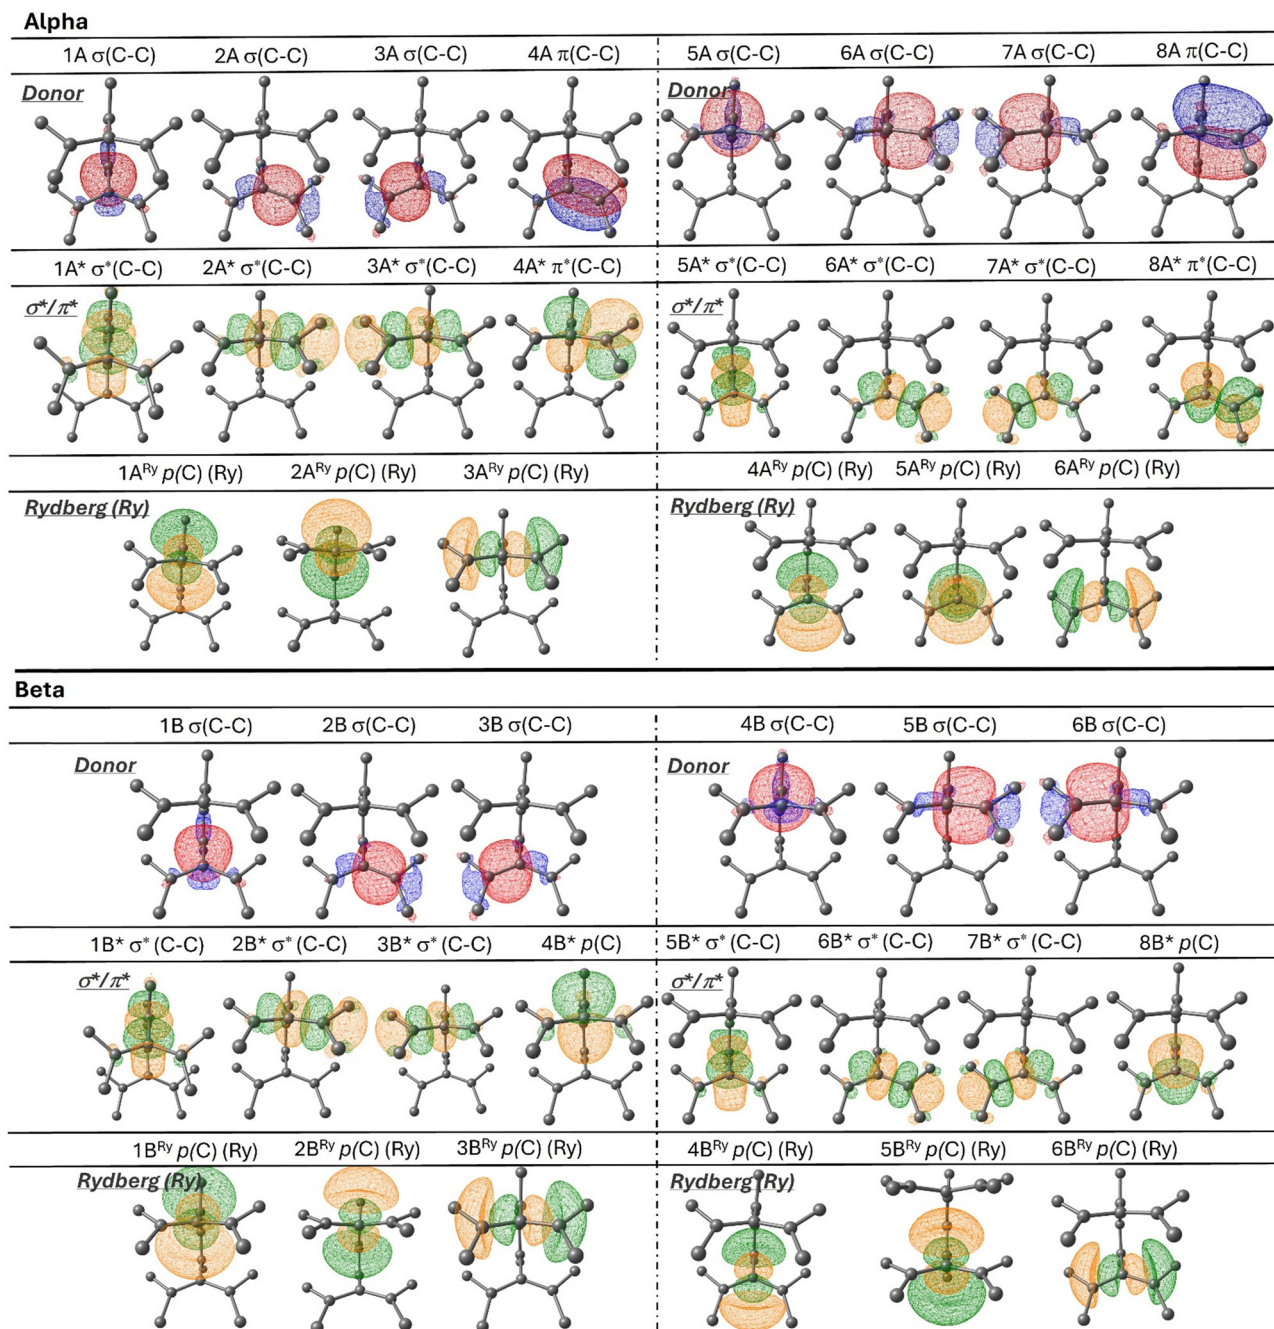 Alpha
1A σ(C-C) 2A σ(C-C) 3A σ(C-C) 4A π(C-C) 5A σ(C-C) 6A σ(C-C) 7A σ(C-C) 8A π(C-C)
Donor Donor
1A* σ*(C-C) 2A* σ*(C-C) 3A* σ*(C-C) 4A* π*(C-C) 5A* σ*(C-C) 6A* σ*(C-C) 7A* σ*(C-C) 8A* π*(C-C)
σ*/π* σ*/π*
1Aᴿʸ p(C) (Ry) 2Aᴿʸ p(C) (Ry) 3Aᴿʸ p(C) (Ry) 4Aᴿʸ p(C) (Ry) 5Aᴿʸ p(C) (Ry) 6Aᴿʸ p(C) (Ry)
Rydberg (Ry) Rydberg (Ry)
Beta
1B σ(C-C) 2B σ(C-C) 3B σ(C-C) 4B σ(C-C) 5B σ(C-C) 6B σ(C-C)
Donor Donor
1B* σ*(C-C) 2B* σ*(C-C) 3B* σ*(C-C) 4B* p(C) 5B* σ*(C-C) 6B* σ*(C-C) 7B* σ*(C-C) 8B* p(C)
σ*/π* σ*/π*
1Bᴿʸ p(C) (Ry) 2Bᴿʸ p(C) (Ry) 3Bᴿʸ p(C) (Ry) 4Bᴿʸ p(C) (Ry) 5Bᴿʸ p(C) (Ry) 6Bᴿʸ p(C) (Ry)
Rydberg (Ry) Rydberg (Ry)